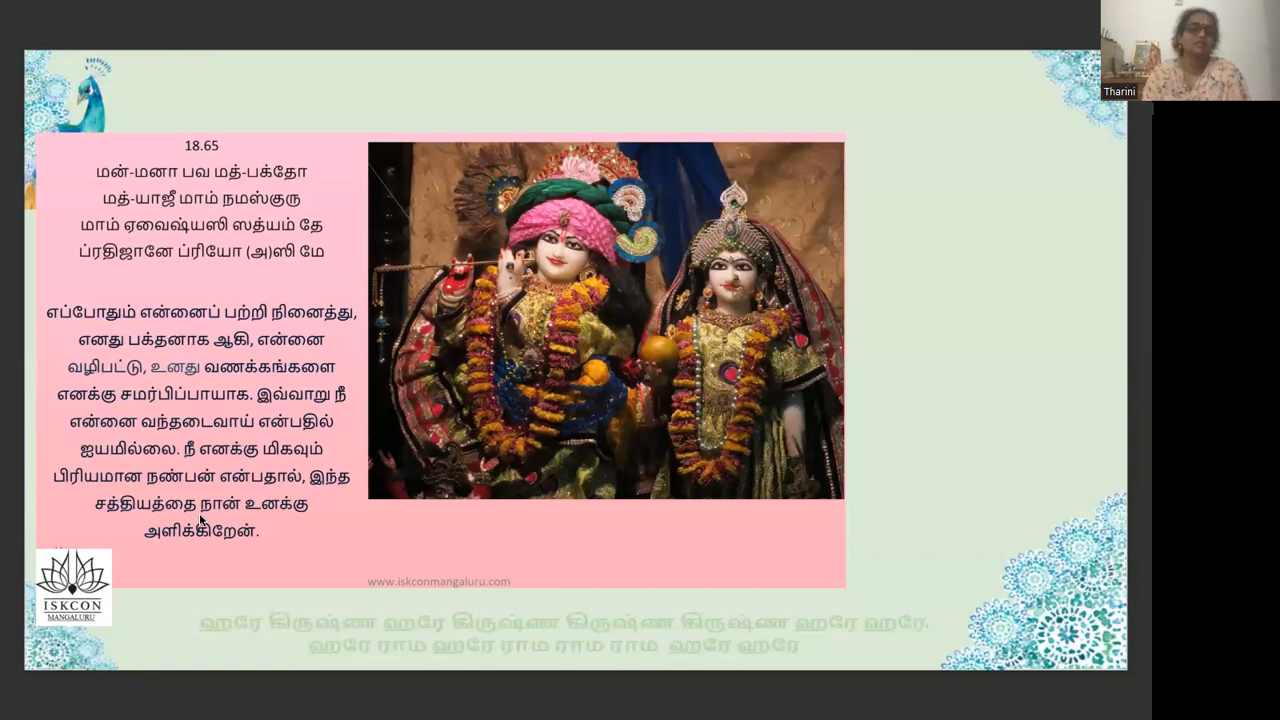 Tharini
18.65
மன்-மனா பவ மத்-பக்தோ
மத்-யாஜீ மாம் நமஸ்குரு
மாம் ஏவைஷ்யஸி ஸத்யம் தே
ப்ரதிஜானே ப்ரியோ (அ)ஸி மே
எப்போதும் என்னைப் பற்றி நினைத்து,
எனது பக்தனாக ஆகி, என்னை
வழிபட்டு, உனது வணக்கங்களை
எனக்கு சமர்பிப்பாயாக. இவ்வாறு நீ
என்னை வந்தடைவாய் என்பதில்
ஐயமில்லை. நீ எனக்கு மிகவும்
பிரியமான நண்பன் என்பதால், இந்த
சத்தியத்தை நான் உனக்கு
அளிக்கிறேன்.
www.iskconmangaluru.com
ISKCON
MANGALURU
ஹரே கிருஷ்ண ஹரே கிருஷ்ண கிருஷ்ண கிருஷ்ண ஹரே ஹரே.
ஹரே ராம ஹரே ராம ராம ராம ஹரே ஹரே